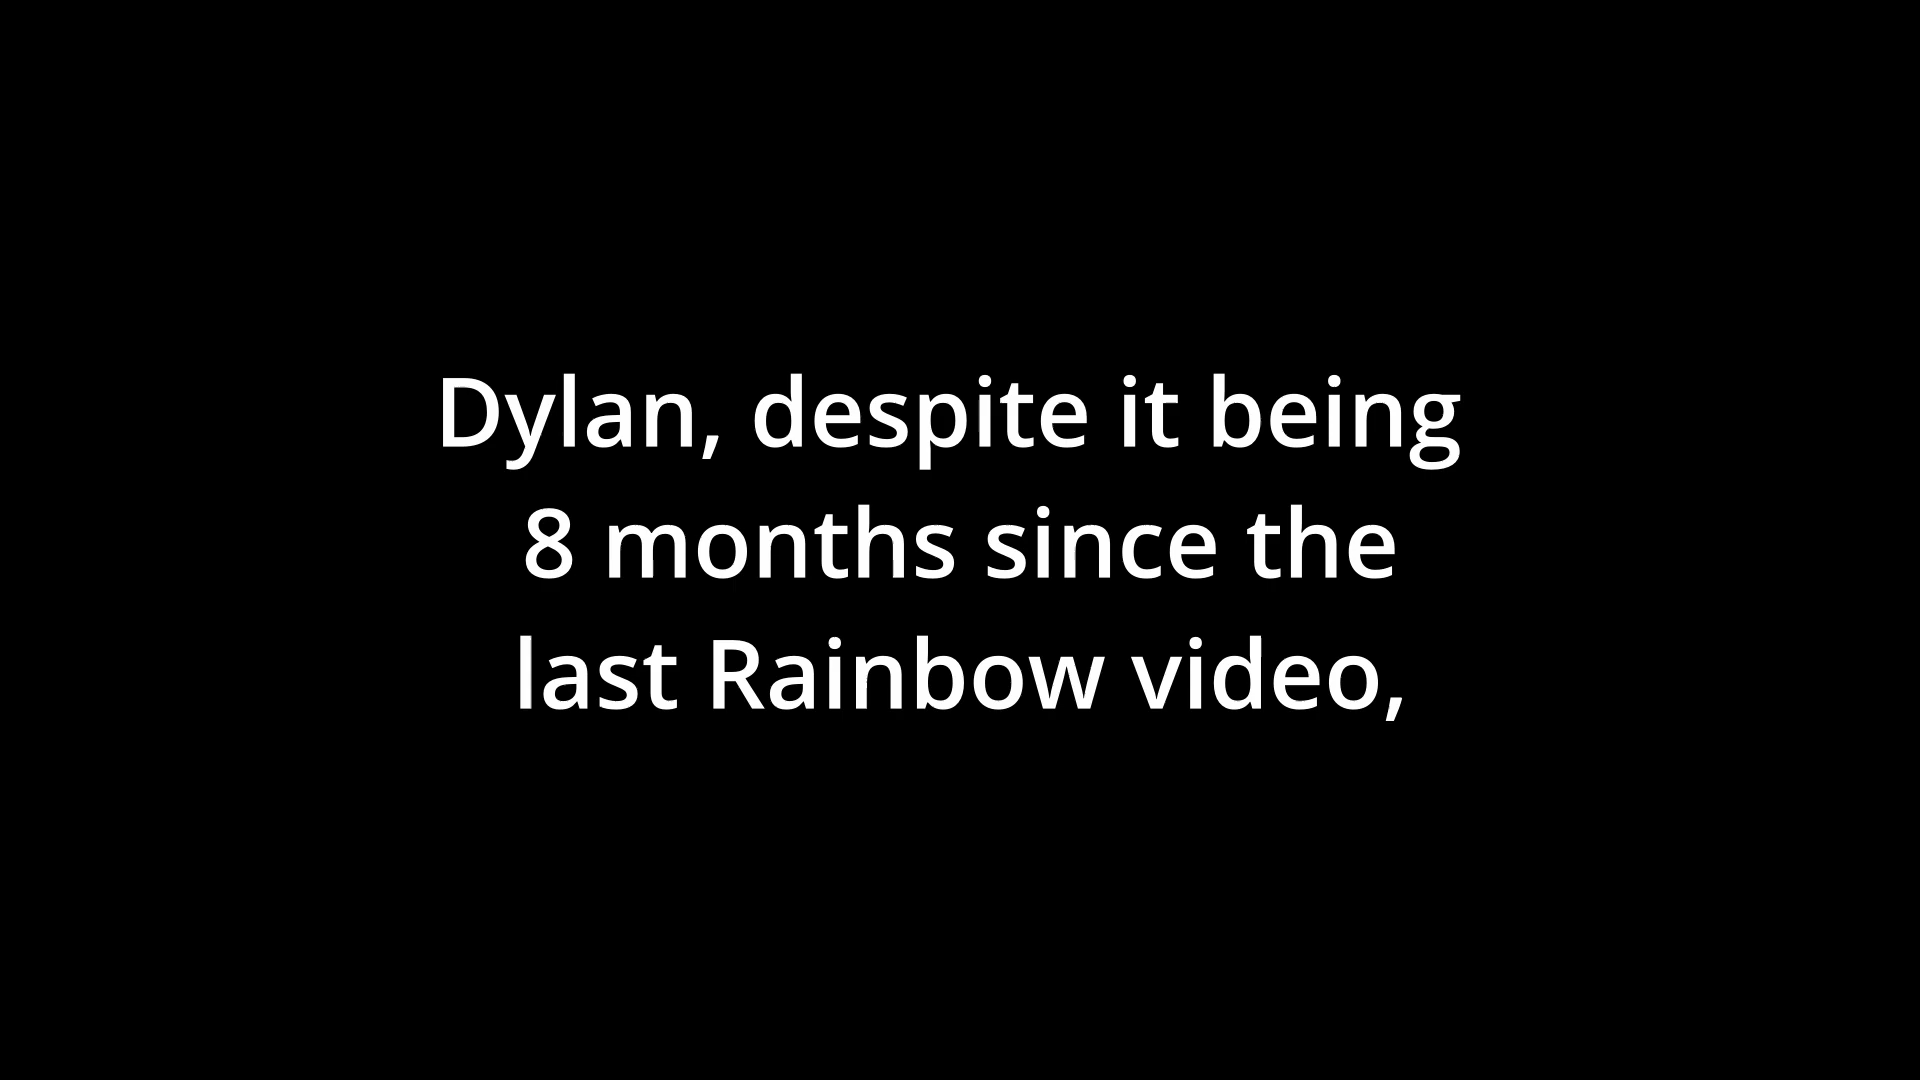 Dylan, despite it being
8 months since the
last Rainbow video,